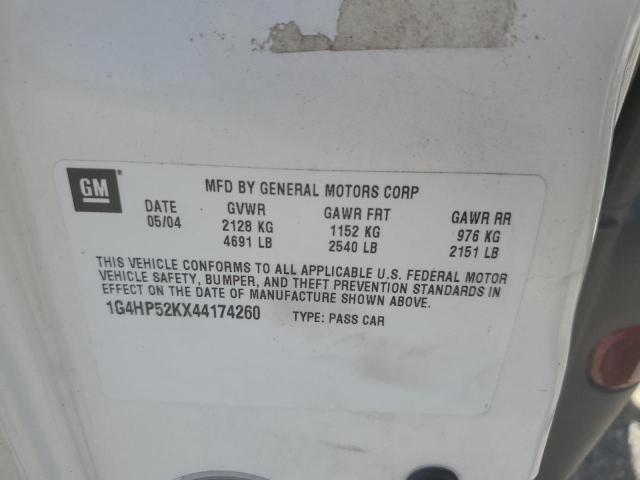 GM
MFD BY GENERAL MOTORS CORP
DATE GVWR GAWR FRT GAWR RR
05/04 2128 KG 1152 KG 976 KG
4691 LB 2540 LB 2151 LB
THIS VEHICLE CONFORMS TO ALL APPLICABLE U.S. FEDERAL MOTOR
VEHICLE SAFETY, BUMPER, AND THEFT PREVENTION STANDARDS IN
EFFECT ON THE DATE OF MANUFACTURE SHOWN ABOVE.
1G4HP52KX44174260 TYPE: PASS CAR